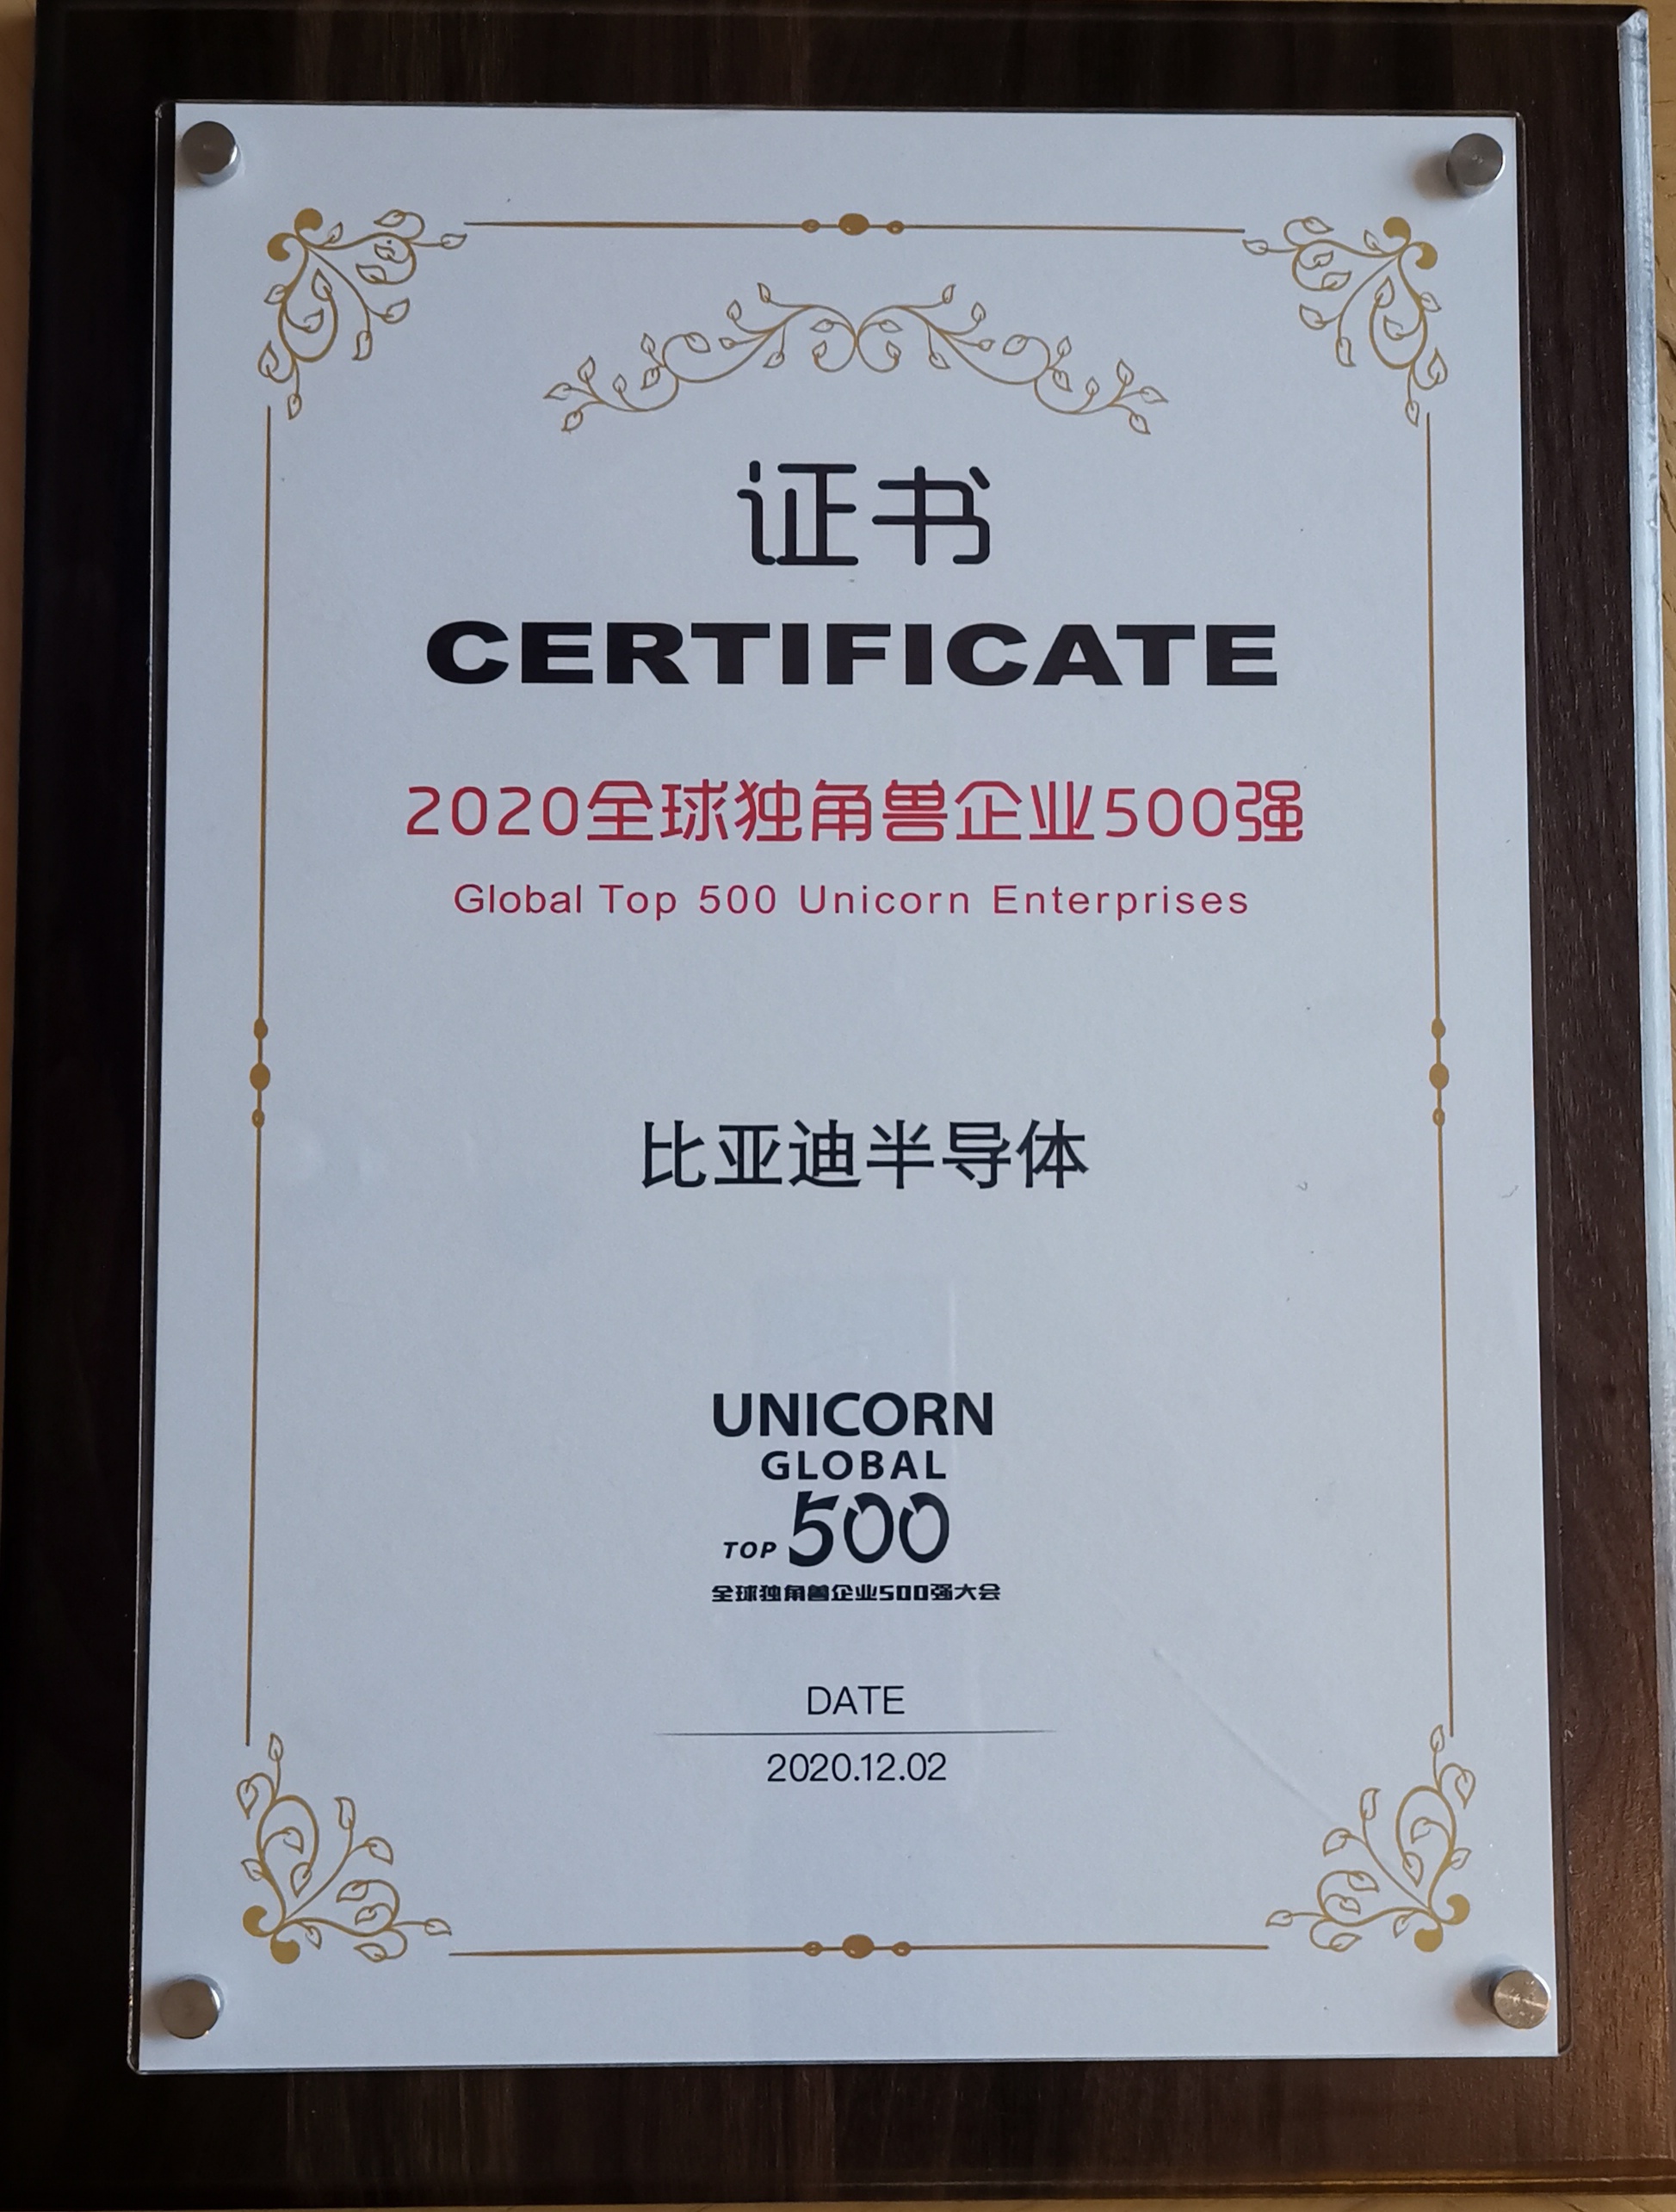 证书
CERTIFICATE
2020全球独角兽企业500强
Global Top 500 Unicorn Enterprises
比亚迪半导体
UNICORN
GLOBAL
TOP 500
全球独角兽企业500强大会
DATE
2020.12.02